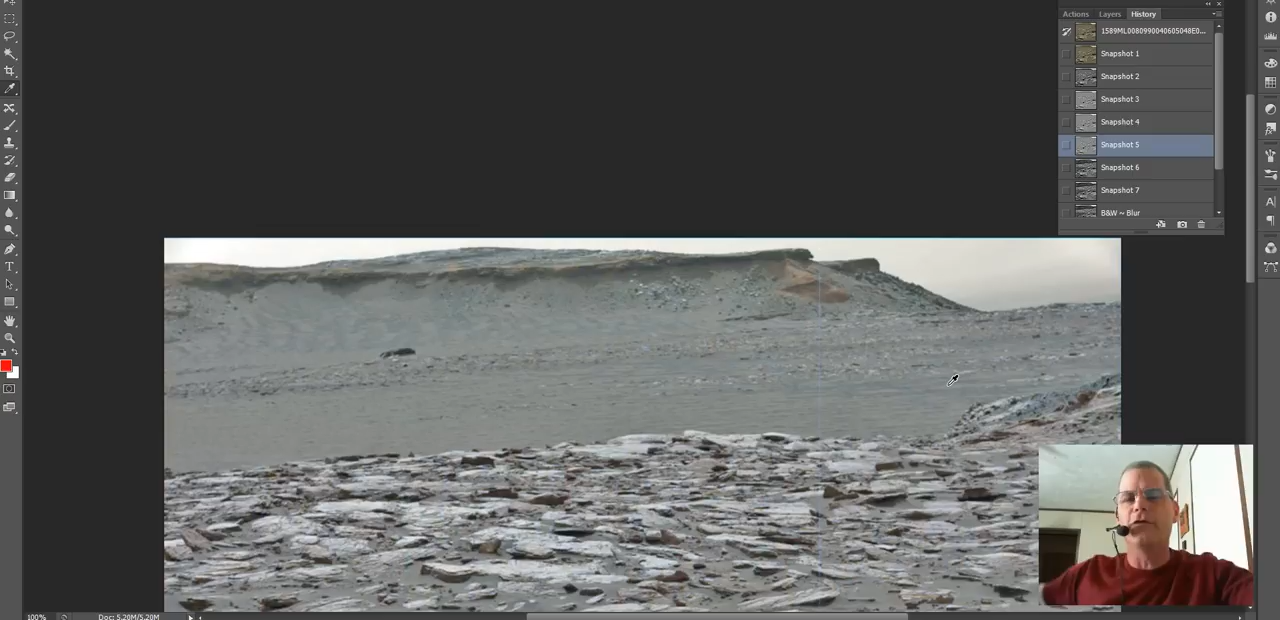 Actions Layers History
1589ML0080990040605048E0...
Snapshot 1
Snapshot 2
Snapshot 3
Snapshot 4
Snapshot 5
Snapshot 6
Snapshot 7
B&W ~ Blur
T
A
100%
Doc: 5.20M/5.20M